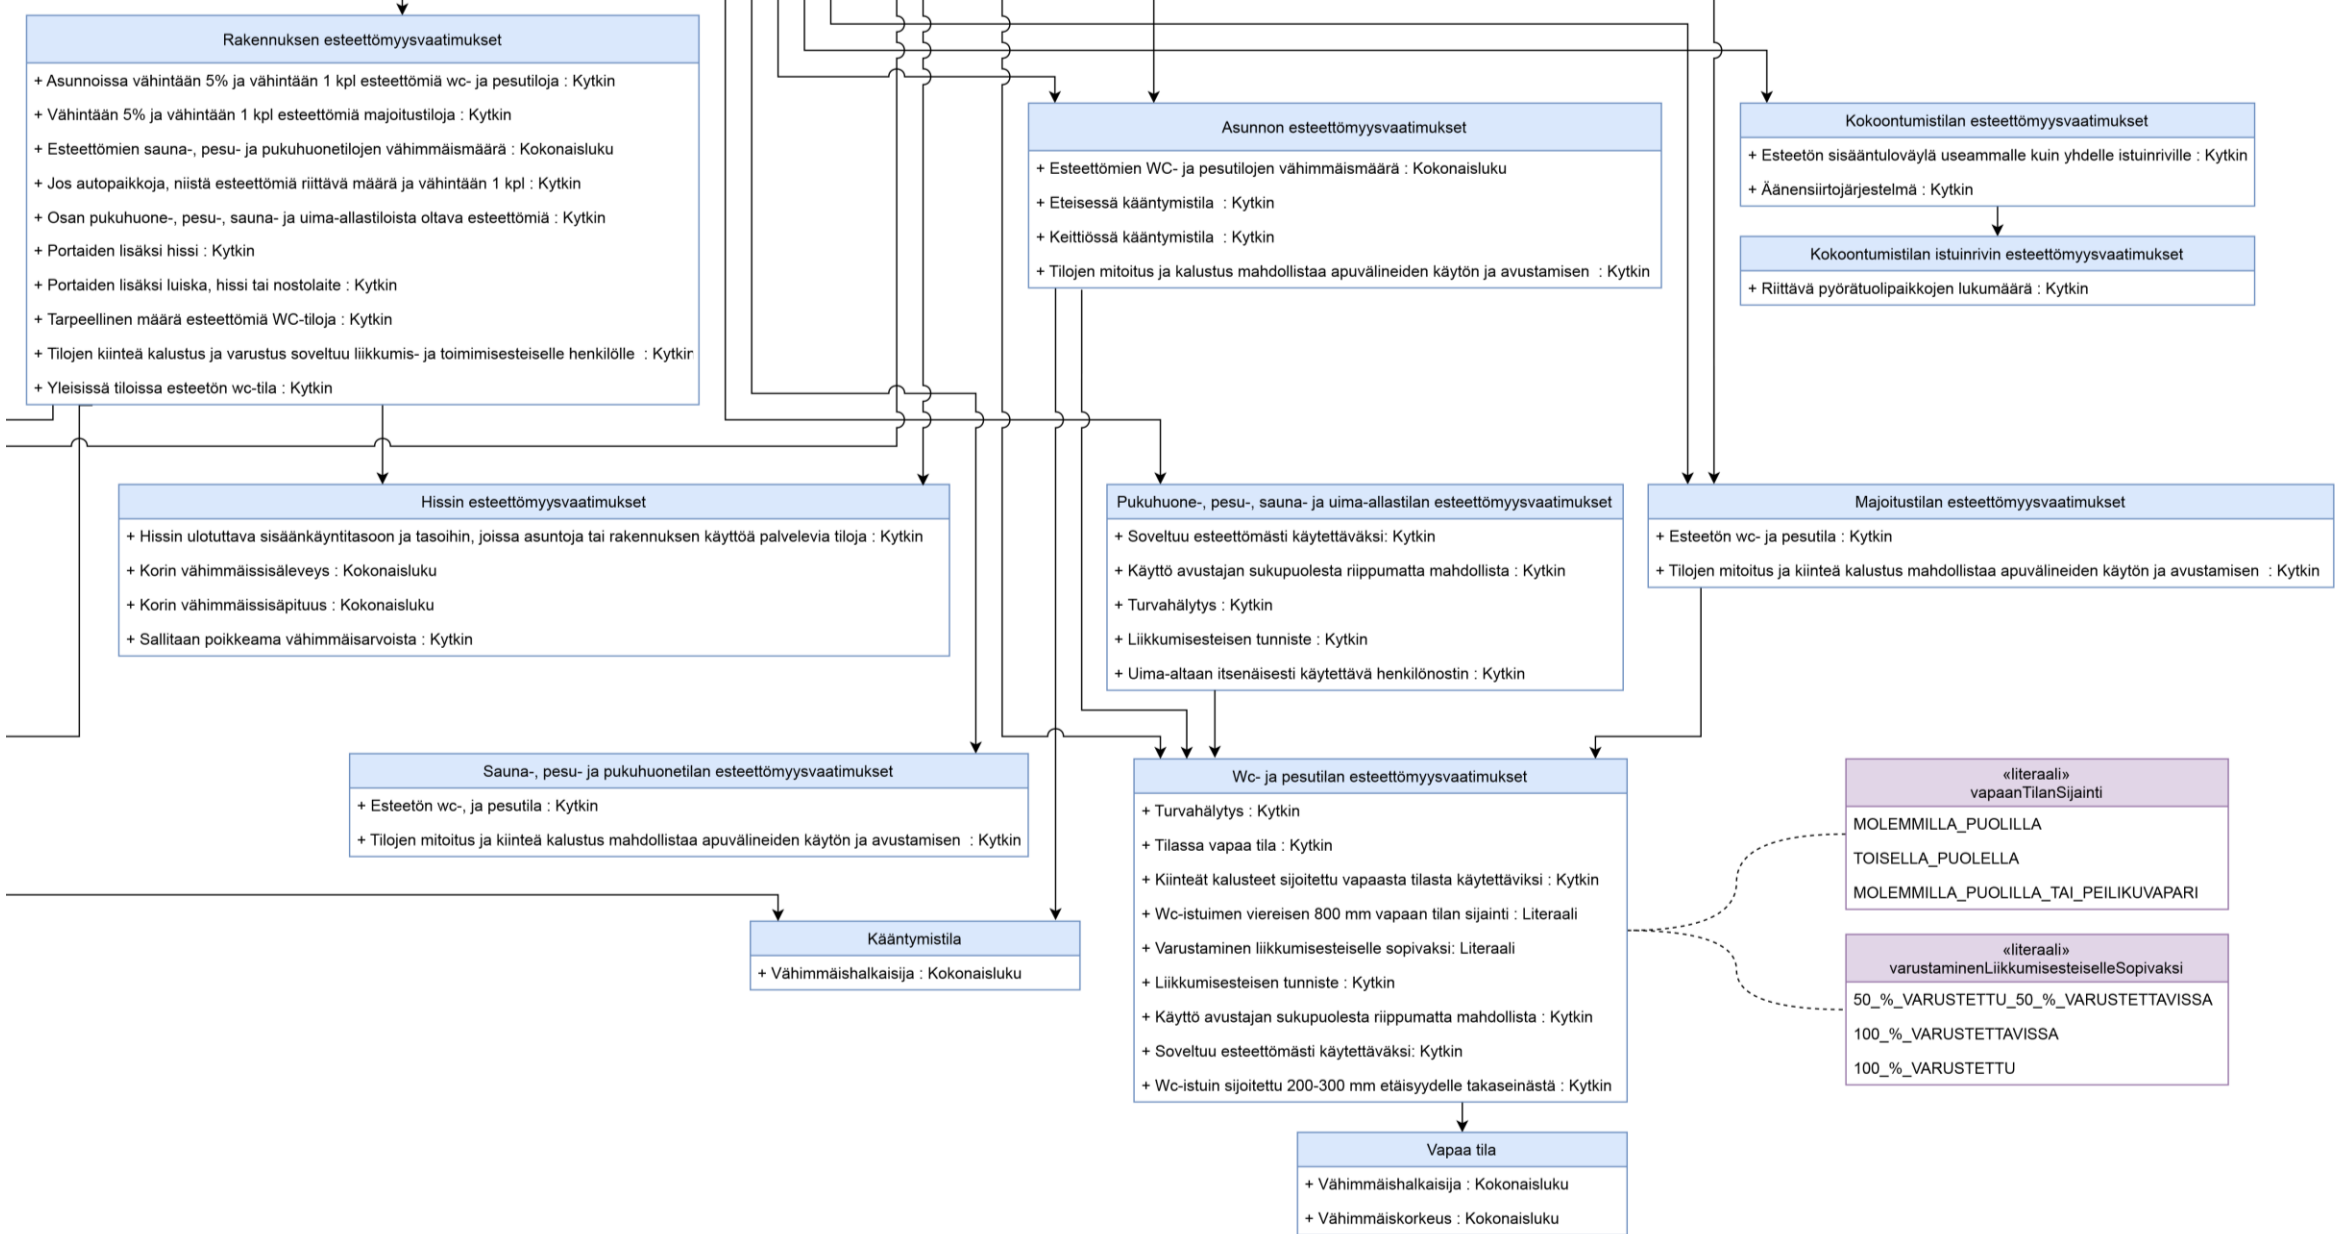 Rakennuksen esteettömyysvaatimukset
+ Asunnoissa vähintään 5% ja vähintään 1 kpl esteettömiä wc- ja pesutiloja : Kytkin
+ Vähintään 5% ja vähintään 1 kpl esteettömiä majoitustiloja : Kytkin
+ Esteettömien sauna-, pesu- ja pukuhuonetilojen vähimmäismäärä : Kokonaisluku
+ Jos autopaikkoja, niistä esteettömiä riittävä määrä ja vähintään 1 kpl : Kytkin
+ Osan pukuhuone-, pesu-, sauna- ja uima-allastiloista oltava esteettömiä : Kytkin
+ Portaiden lisäksi hissi : Kytkin
+ Portaiden lisäksi luiska, hissi tai nostolaite : Kytkin
+ Tarpeellinen määrä esteettömiä WC-tiloja : Kytkin
+ Tilojen kiinteä kalustus ja varustus soveltuu liikkumis- ja toimimisesteiselle henkilölle : Kytkin
+ Yleisissä tiloissa esteetön wc-tila : Kytkin
Asunnon esteettömyysvaatimukset
+ Esteettömien WC- ja pesutilojen vähimmäismäärä : Kokonaisluku
+ Eteisessä kääntymistila : Kytkin
+ Keittiössä kääntymistila : Kytkin
+ Tilojen mitoitus ja kalustus mahdollistaa apuvälineiden käytön ja avustamisen : Kytkin
Kokoontumistilan esteettömyysvaatimukset
+ Esteetön sisääntuloväylä useammalle kuin yhdelle istuinriville : Kytkin
+ Äänensiirtojärjestelmä : Kytkin
Kokoontumistilan istuinrivin esteettömyysvaatimukset
+ Riittävä pyörätuolipaikkojen lukumäärä : Kytkin
Hissin esteettömyysvaatimukset
+ Hissin ulotuttava sisäänkäyntitasoon ja tasoihin, joissa asuntoja tai rakennuksen käyttöä palvelevia tiloja : Kytkin
+ Korin vähimmäissisäleveys : Kokonaisluku
+ Korin vähimmäissisäpituus : Kokonaisluku
+ Sallitaan poikkeama vähimmäisarvoista : Kytkin
Pukuhuone-, pesu-, sauna- ja uima-allastilan esteettömyysvaatimukset
+ Soveltuu esteettömästi käytettäväksi: Kytkin
+ Käyttö avustajan sukupuolesta riippumatta mahdollista : Kytkin
+ Turvahälytys : Kytkin
+ Liikkumisesteisen tunniste : Kytkin
+ Uima-altaan itsenäisesti käytettävä henkilönostin : Kytkin
Majoitustilan esteettömyysvaatimukset
+ Esteetön wc- ja pesutila : Kytkin
+ Tilojen mitoitus ja kiinteä kalustus mahdollistaa apuvälineiden käytön ja avustamisen : Kytkin
Sauna-, pesu- ja pukuhuonetilan esteettömyysvaatimukset
+ Esteetön wc-, ja pesutila : Kytkin
+ Tilojen mitoitus ja kiinteä kalustus mahdollistaa apuvälineiden käytön ja avustamisen : Kytkin
Wc- ja pesutilan esteettömyysvaatimukset
+ Turvahälytys : Kytkin
+ Tilassa vapaa tila : Kytkin
+ Kiinteät kalusteet sijoitettu vapaasta tilasta käytettäviksi : Kytkin
+ Wc-istuimen viereisen 800 mm vapaan tilan sijainti : Literaali
+ Varustaminen liikkumisesteiselle sopivaksi: Literaali
+ Liikkumisesteisen tunniste : Kytkin
+ Käyttö avustajan sukupuolesta riippumatta mahdollista : Kytkin
+ Soveltuu esteettömästi käytettäväksi: Kytkin
+ Wc-istuin sijoitettu 200-300 mm etäisyydelle takaseinästä : Kytkin
«literaali»
vapaanTilanSijainti
MOLEMMILLA_PUOLILLA
TOISELLA_PUOLELLA
MOLEMMILLA_PUOLILLA_TAI_PEILIKUVAPARI
«literaali»
varustaminenLiikkumisesteiselleSopivaksi
50_%_VARUSTETTU_50_%_VARUSTETTAVISSA
100_%_VARUSTETTAVISSA
100_%_VARUSTETTU
Kääntymistila
+ Vähimmäishalkaisija : Kokonaisluku
Vapaa tila
+ Vähimmäishalkaisija : Kokonaisluku
+ Vähimmäiskorkeus : Kokonaisluku